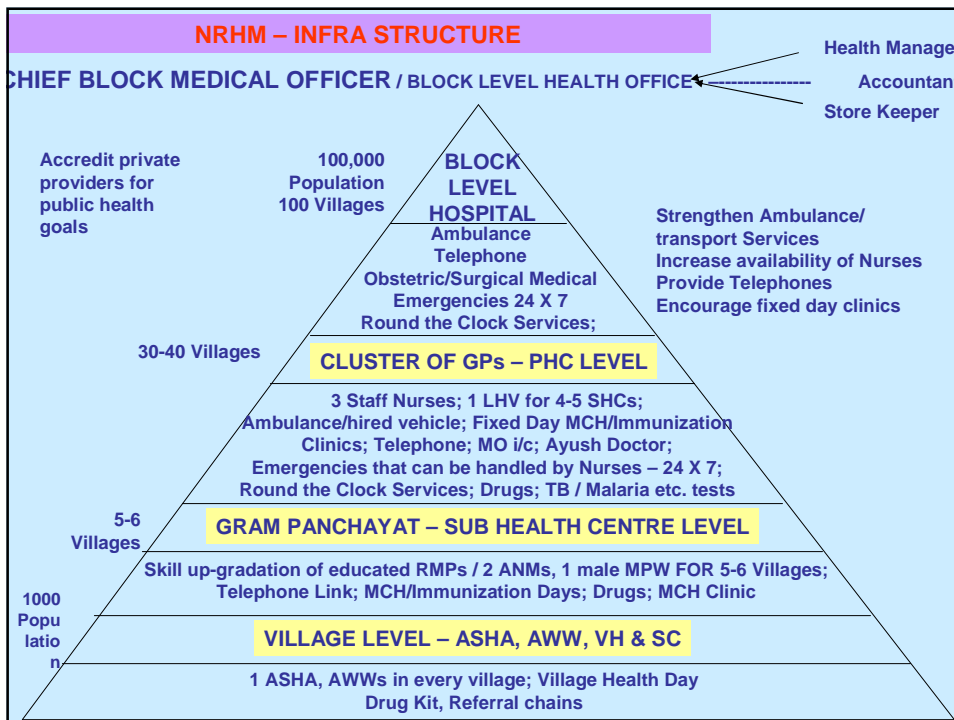 NRHM – INFRA STRUCTURE
Health Manage
CHIEF BLOCK MEDICAL OFFICER / BLOCK LEVEL HEALTH OFFICE ---------------- Accountan
Store Keeper
Accredit private
providers for
public health
goals
100,000
Population
100 Villages
BLOCK
LEVEL
HOSPITAL
Strengthen Ambulance/
transport Services
Increase availability of Nurses
Provide Telephones
Encourage fixed day clinics
Ambulance
Telephone
Obstetric/Surgical Medical
Emergencies 24 X 7
Round the Clock Services;
30-40 Villages
CLUSTER OF GPs – PHC LEVEL
3 Staff Nurses; 1 LHV for 4-5 SHCs;
Ambulance/hired vehicle; Fixed Day MCH/Immunization
Clinics; Telephone; MO i/c; Ayush Doctor;
Emergencies that can be handled by Nurses – 24 X 7;
Round the Clock Services; Drugs; TB / Malaria etc. tests
5-6
Villages
GRAM PANCHAYAT – SUB HEALTH CENTRE LEVEL
Skill up-gradation of educated RMPs / 2 ANMs, 1 male MPW FOR 5-6 Villages;
Telephone Link; MCH/Immunization Days; Drugs; MCH Clinic
1000
Popu
latio
n
VILLAGE LEVEL – ASHA, AWW, VH & SC
1 ASHA, AWWs in every village; Village Health Day
Drug Kit, Referral chains